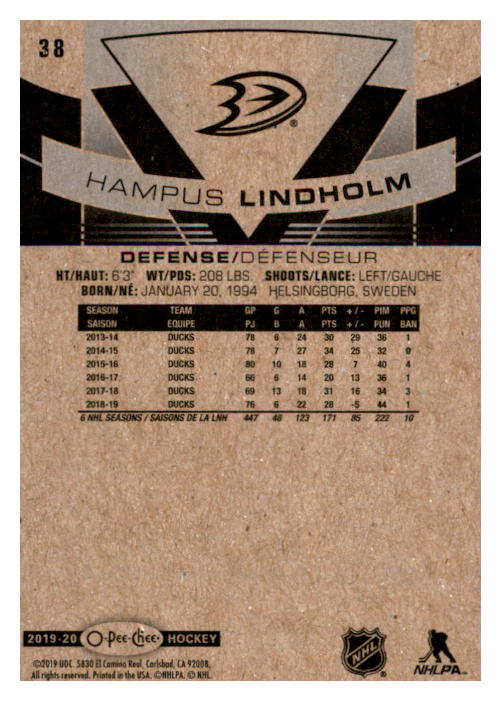 38
HAMPUS LINDHOLM
DEFENSE/DÉFENSEUR
HT/HAUT: 6'3" WT/PDS: 208 LBS. SHOOTS/LANCE: LEFT/GAUCHE
BORN/NÉ: JANUARY 20, 1994 HELSINGBORG, SWEDEN
SEASON TEAM GP G A PTS +/- PIM PPG
SAISON ÉQUIPE PJ B A PTS +/- PUN BAN
2013-14 DUCKS 78 6 24 30 29 36 1
2014-15 DUCKS 78 7 27 34 25 32 0
2015-16 DUCKS 80 10 18 28 7 40 4
2016-17 DUCKS 66 6 14 20 13 36 1
2017-18 DUCKS 69 13 18 31 16 34 3
2018-19 DUCKS 76 6 22 28 -5 44 1
6 NHL SEASONS / SAISONS DE LA LNH 447 48 123 171 85 222 10
2019-20 O-Pee-Chee HOCKEY
©2019 UDC. 5830 El Camino Real, Carlsbad, CA 92008.
All rights reserved. Printed in the USA. ©NHLPA. © NHL.
NHL ®
NHLPA